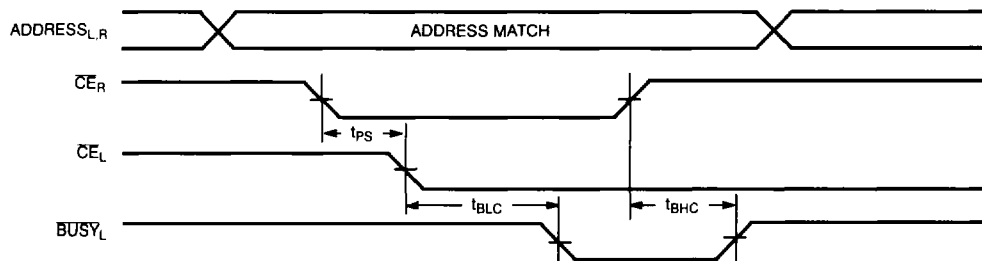 ADDRESSL,R
ADDRESS MATCH
CER
tPS
CEL
tBLC
tBHC
BUSYL